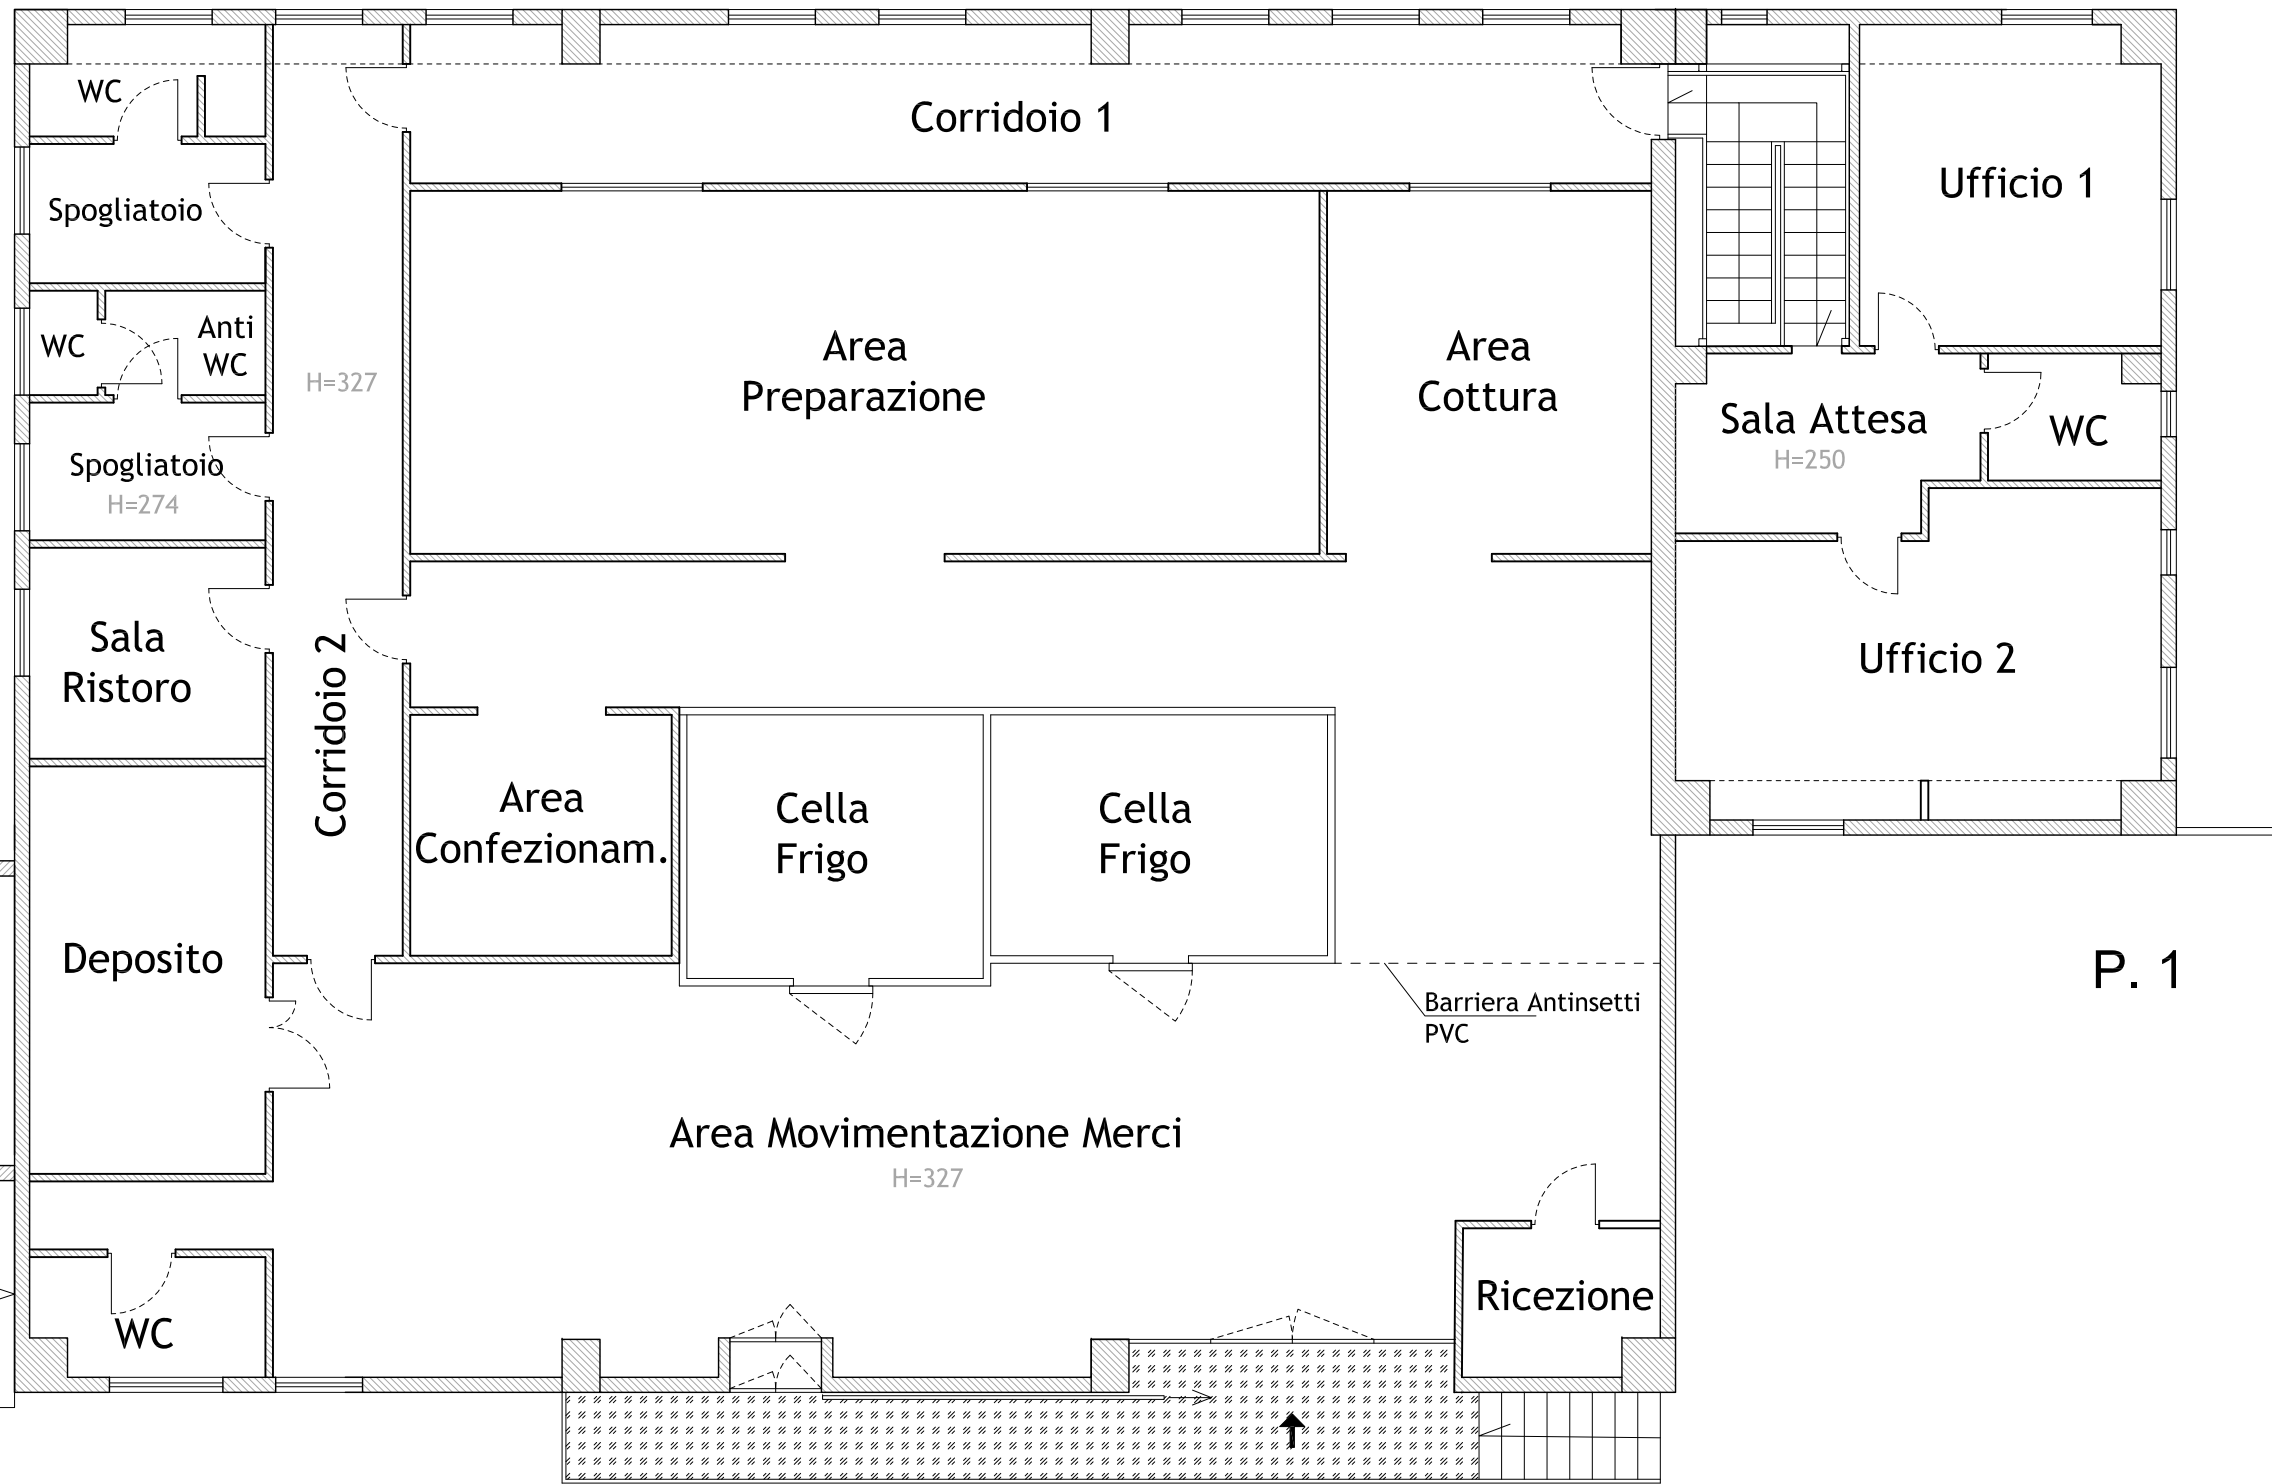 WC
Corridoio 1
Ufficio 1
Spogliatoio
WC
Anti
WC
H=327
Area
Preparazione
Area
Cottura
Sala Attesa
H=250
WC
Spogliatoio
H=274
Sala
Ristoro
Corridoio 2
Ufficio 2
Area
Confezionam.
Cella
Frigo
Cella
Frigo
Deposito
P. 1
Barriera Antinsetti
PVC
Area Movimentazione Merci
H=327
Ricezione
WC